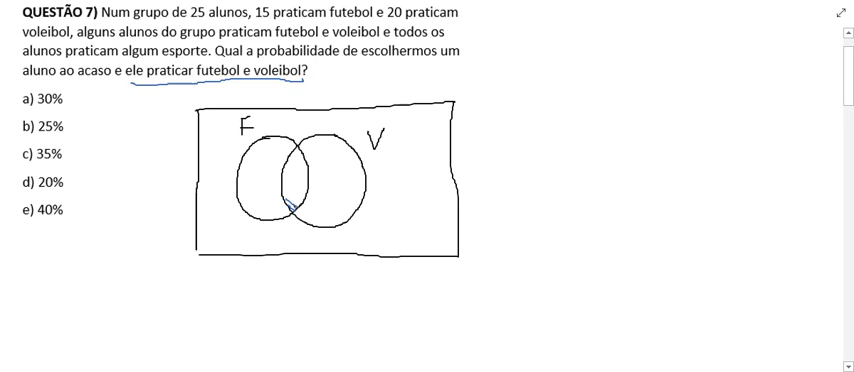 QUESTÃO 7) Num grupo de 25 alunos, 15 praticam futebol e 20 praticam
voleibol, alguns alunos do grupo praticam futebol e voleibol e todos os
alunos praticam algum esporte. Qual a probabilidade de escolhermos um
aluno ao acaso e ele praticar futebol e voleibol?
a) 30%
b) 25%
c) 35%
d) 20%
e) 40%
F
V